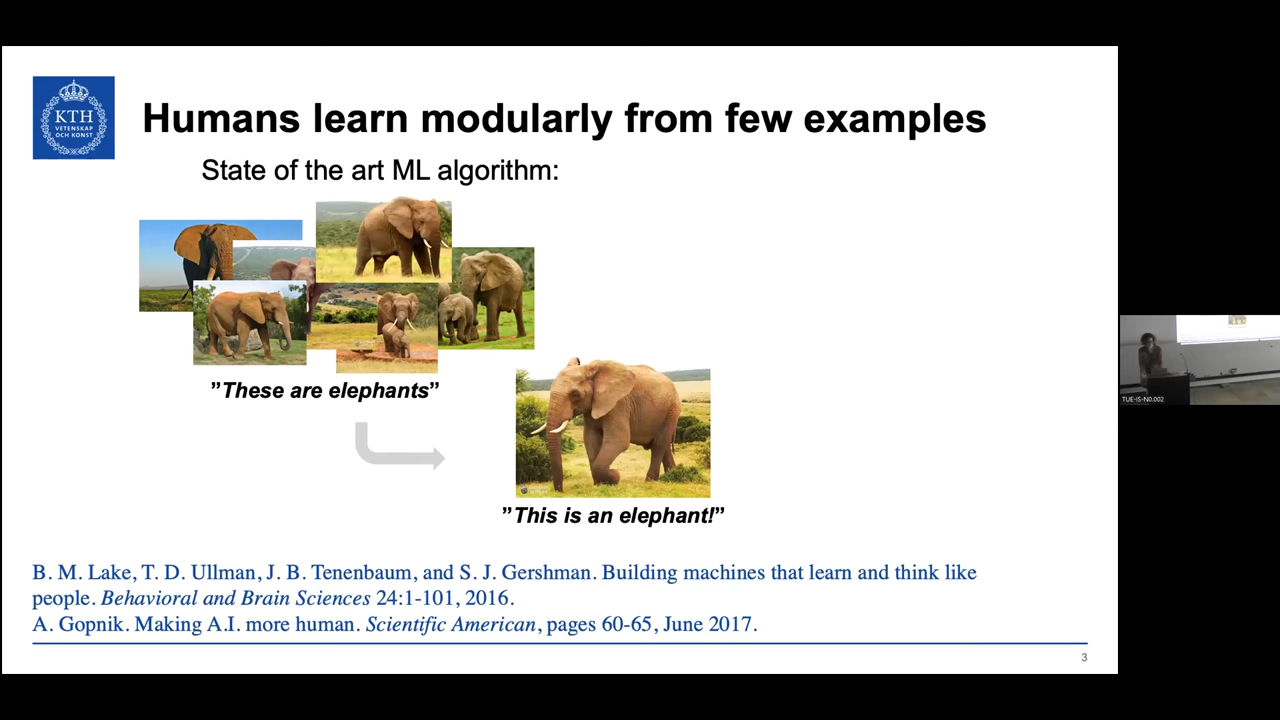 KTH
VETENSKAP
OCH KONST
Humans learn modularly from few examples
State of the art ML algorithm:
”These are elephants”
”This is an elephant!”
B. M. Lake, T. D. Ullman, J. B. Tenenbaum, and S. J. Gershman. Building machines that learn and think like
people. Behavioral and Brain Sciences 24:1-101, 2016.
A. Gopnik. Making A.I. more human. Scientific American, pages 60-65, June 2017.
3
TUE-IS-N0.002